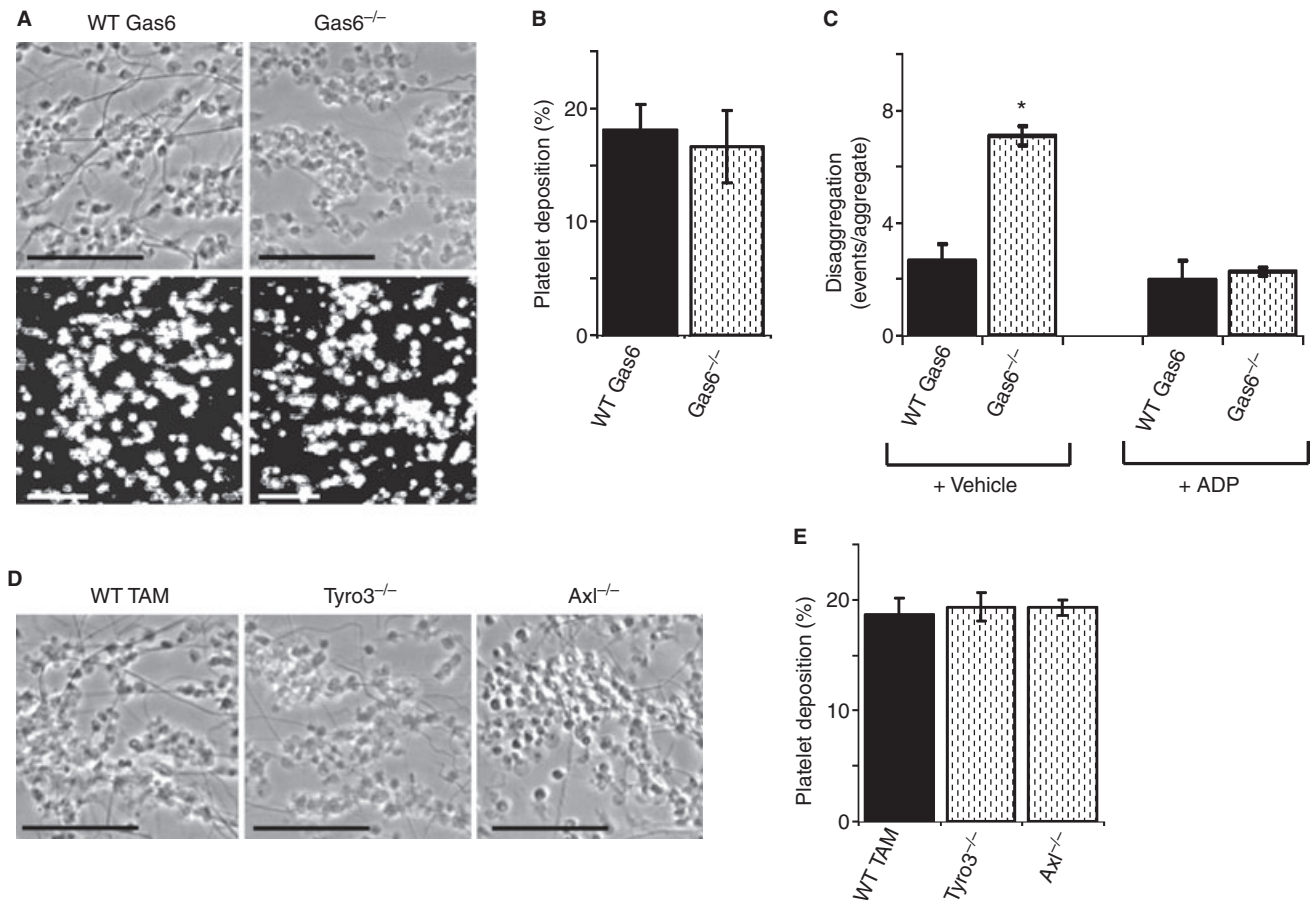 A
WT Gas6
Gas6–/–
B
Platelet deposition (%)
20
10
0
WT Gas6
Gas6–/–
C
Disaggregation
(events/aggregate)
8
4
0
*
WT Gas6
Gas6–/–
WT Gas6
Gas6–/–
+ Vehicle
+ ADP
D
WT TAM
Tyro3–/–
Axl–/–
E
Platelet deposition (%)
20
10
0
WT TAM
Tyro3–/–
Axl–/–